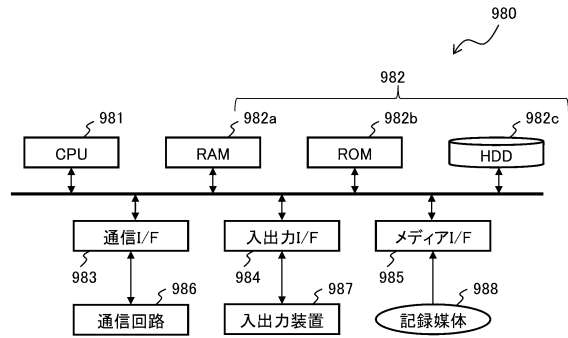 980
982
981
982a
982b
982c
CPU
RAM
ROM
HDD
通信I/F
入出力I/F
メディアI/F
983
984
985
986
987
988
通信回路
入出力装置
記録媒体